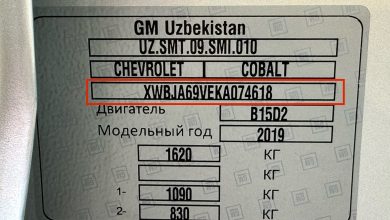 GM Uzbekistan
UZ.SMT.09.SMI.010
CHEVROLET COBALT
XWBJA69VEKA074618
Двигатель B15D2
Модельный год 2019
1620 КГ
КГ
1- 1090 КГ
2- 830 КГ